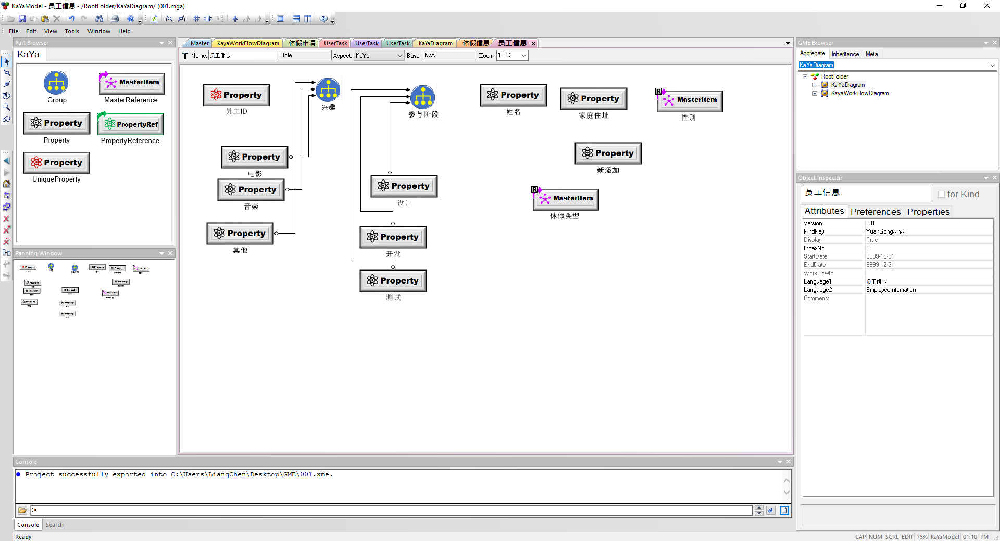 KaYaModel - 员工信息 - /RootFolder/KaYaDiagram/ (001.mga)
File Edit View Tools Window Help
Part Browser
KaYa
Group
MasterItem
MasterReference
Property
Property
PropertyRef
PropertyReference
Property
UniqueProperty
Panning Window
Master KayaWorkFlowDiagram 休假申请 UserTask UserTask UserTask KaYaDiagram 休假信息 员工信息
Name: 员工信息 Role Aspect: KaYa Base: N/A Zoom: 100%
Property
员工ID
兴趣
参与阶段
Property
姓名
Property
家庭住址
R
MasterItem
性别
Property
电影
Property
新添加
Property
音楽
Property
设计
R
MasterItem
休假类型
Property
其他
Property
开发
Property
测试
GME Browser
Aggregate Inheritance Meta
KaYaDiagram
RootFolder
KaYaDiagram
KayaWorkFlowDiagram
Object Inspector
员工信息
for Kind
Attributes Preferences Properties
Version 2.0
KindKey YuanGongXinXi
Display True
IndexNo 9
StartDate 9999-12-31
EndDate 9999-12-31
WorkFlowId
Language1 员工信息
Language2 EmployeeInfomation
Comments
Console
Project successfully exported into C:\Users\LiangChen\Desktop\GME\001.xme.
>
Console Search
Ready
CAP NUM SCRL EDIT 75% KaYaModel 01:10 PM